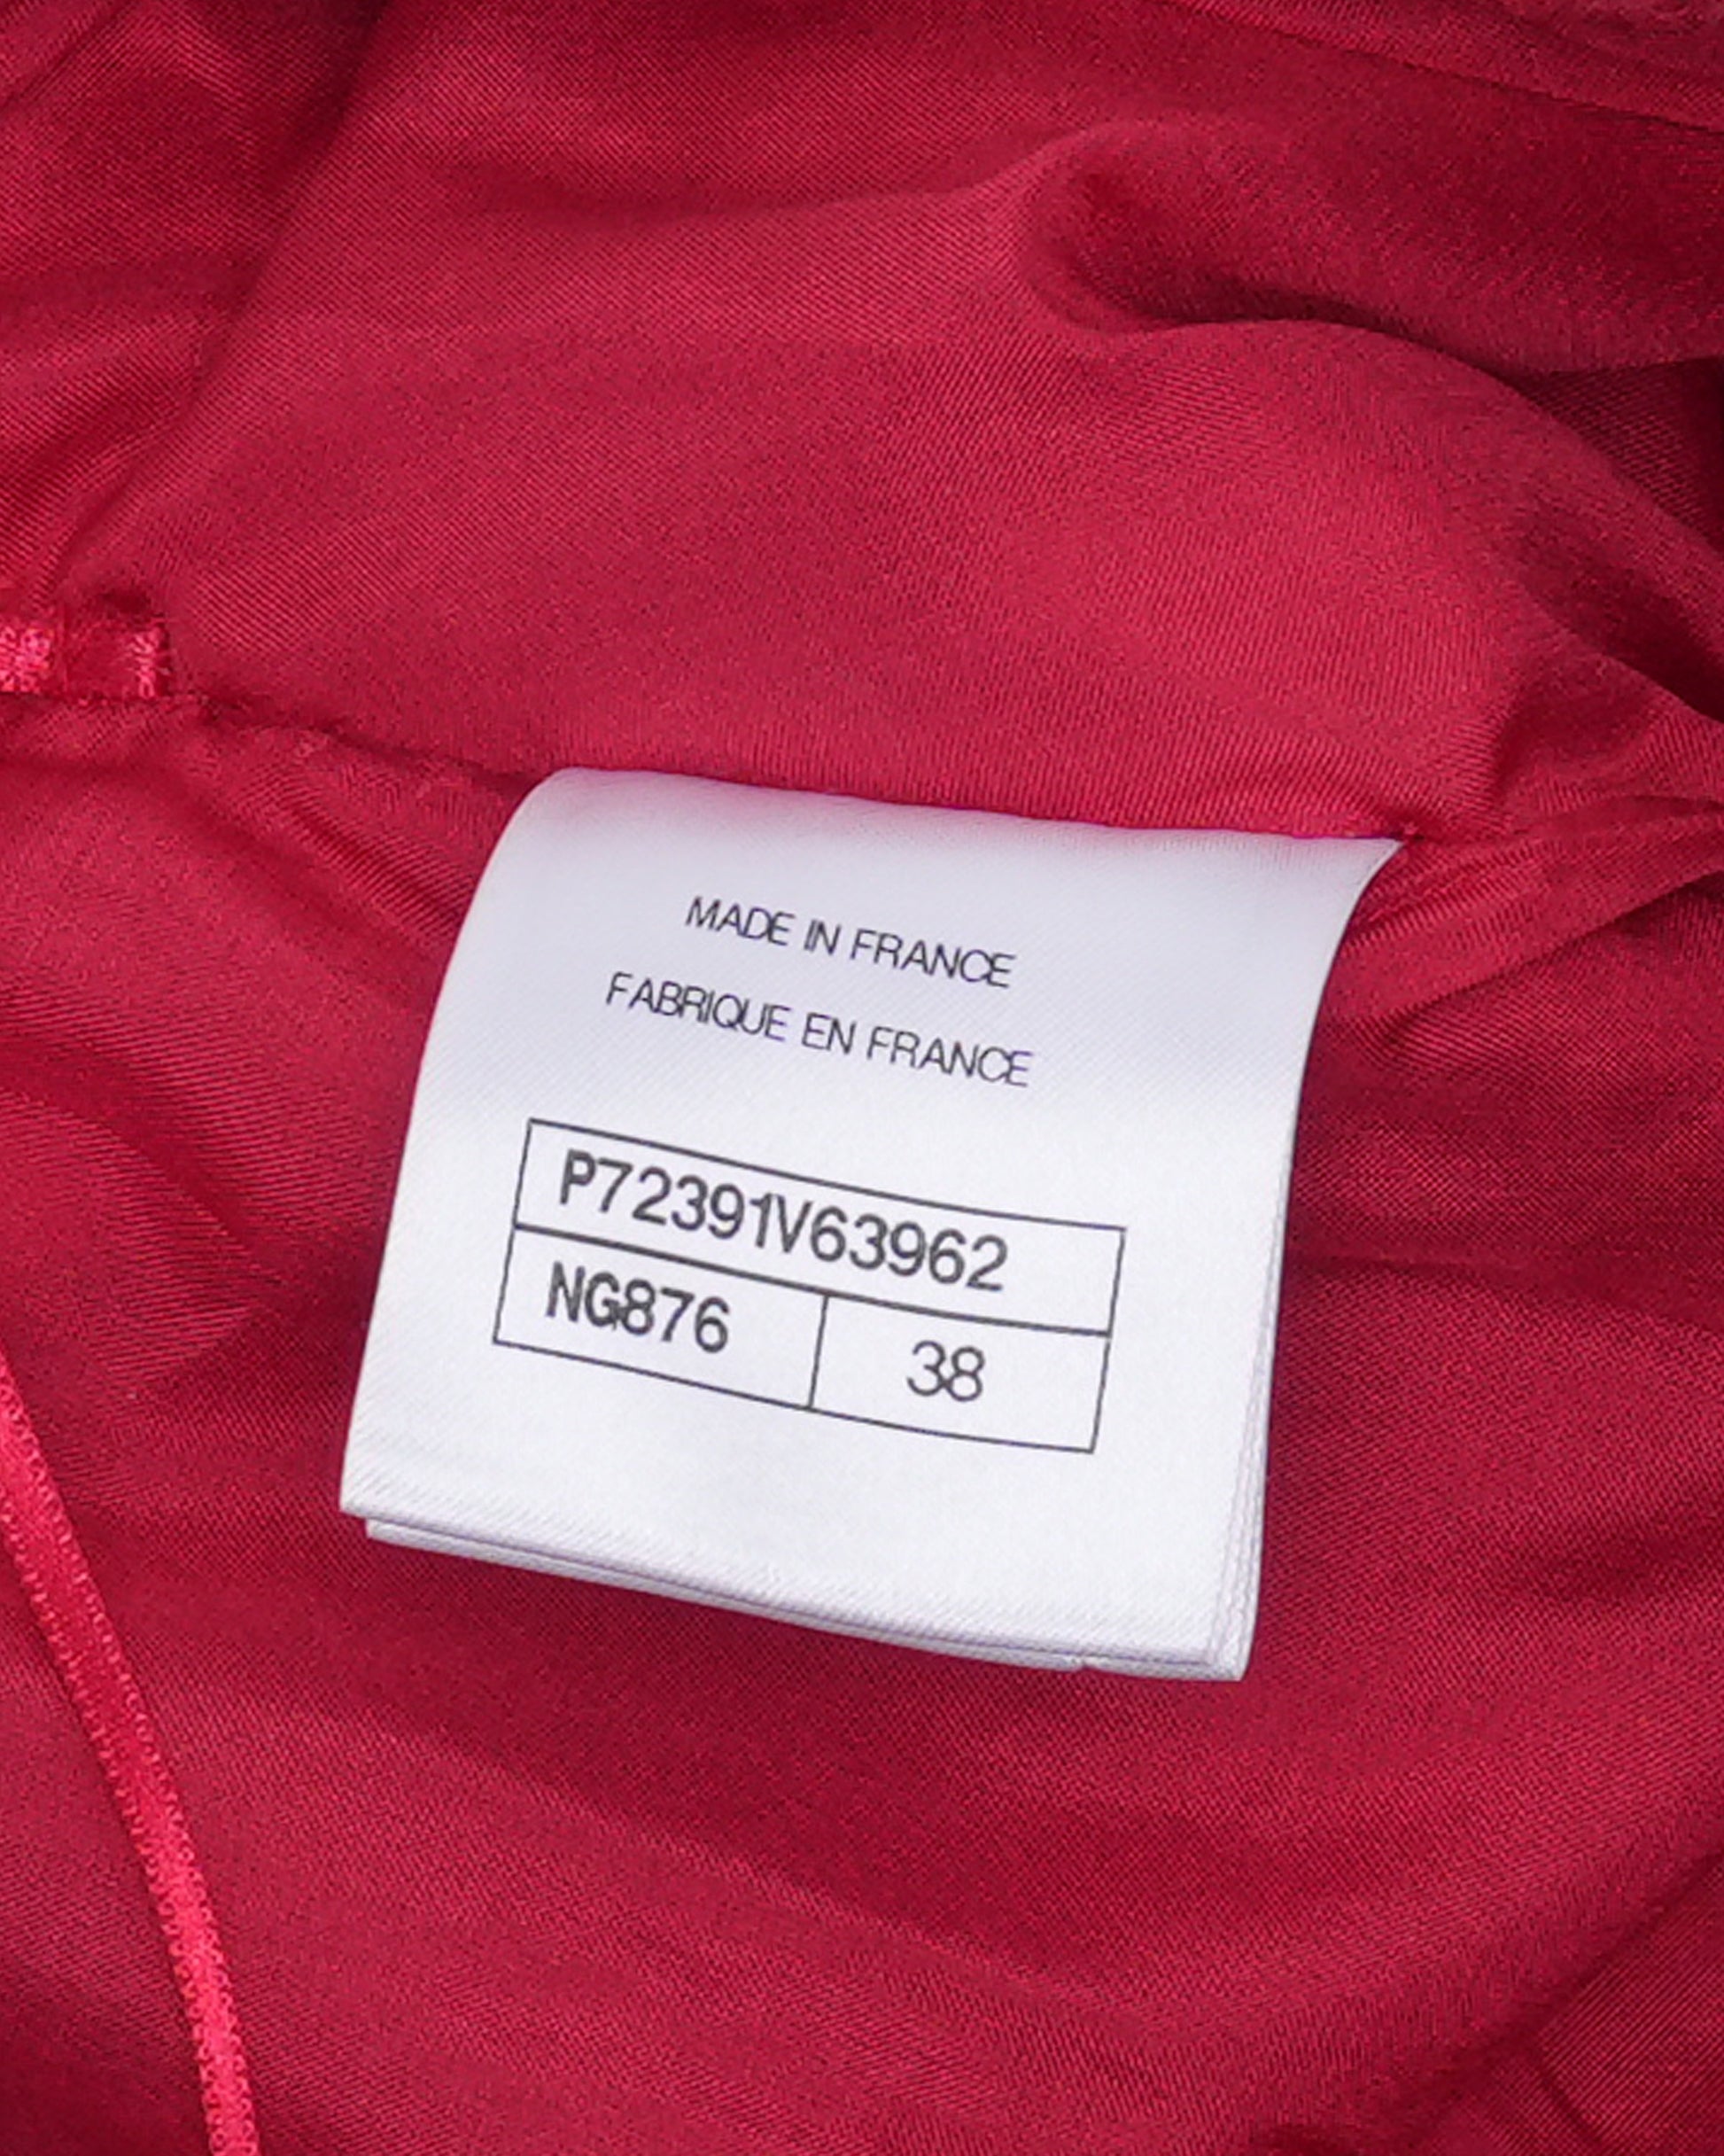 MADE IN FRANCE
FABRIQUE EN FRANCE
P72391V63962
NG876 38